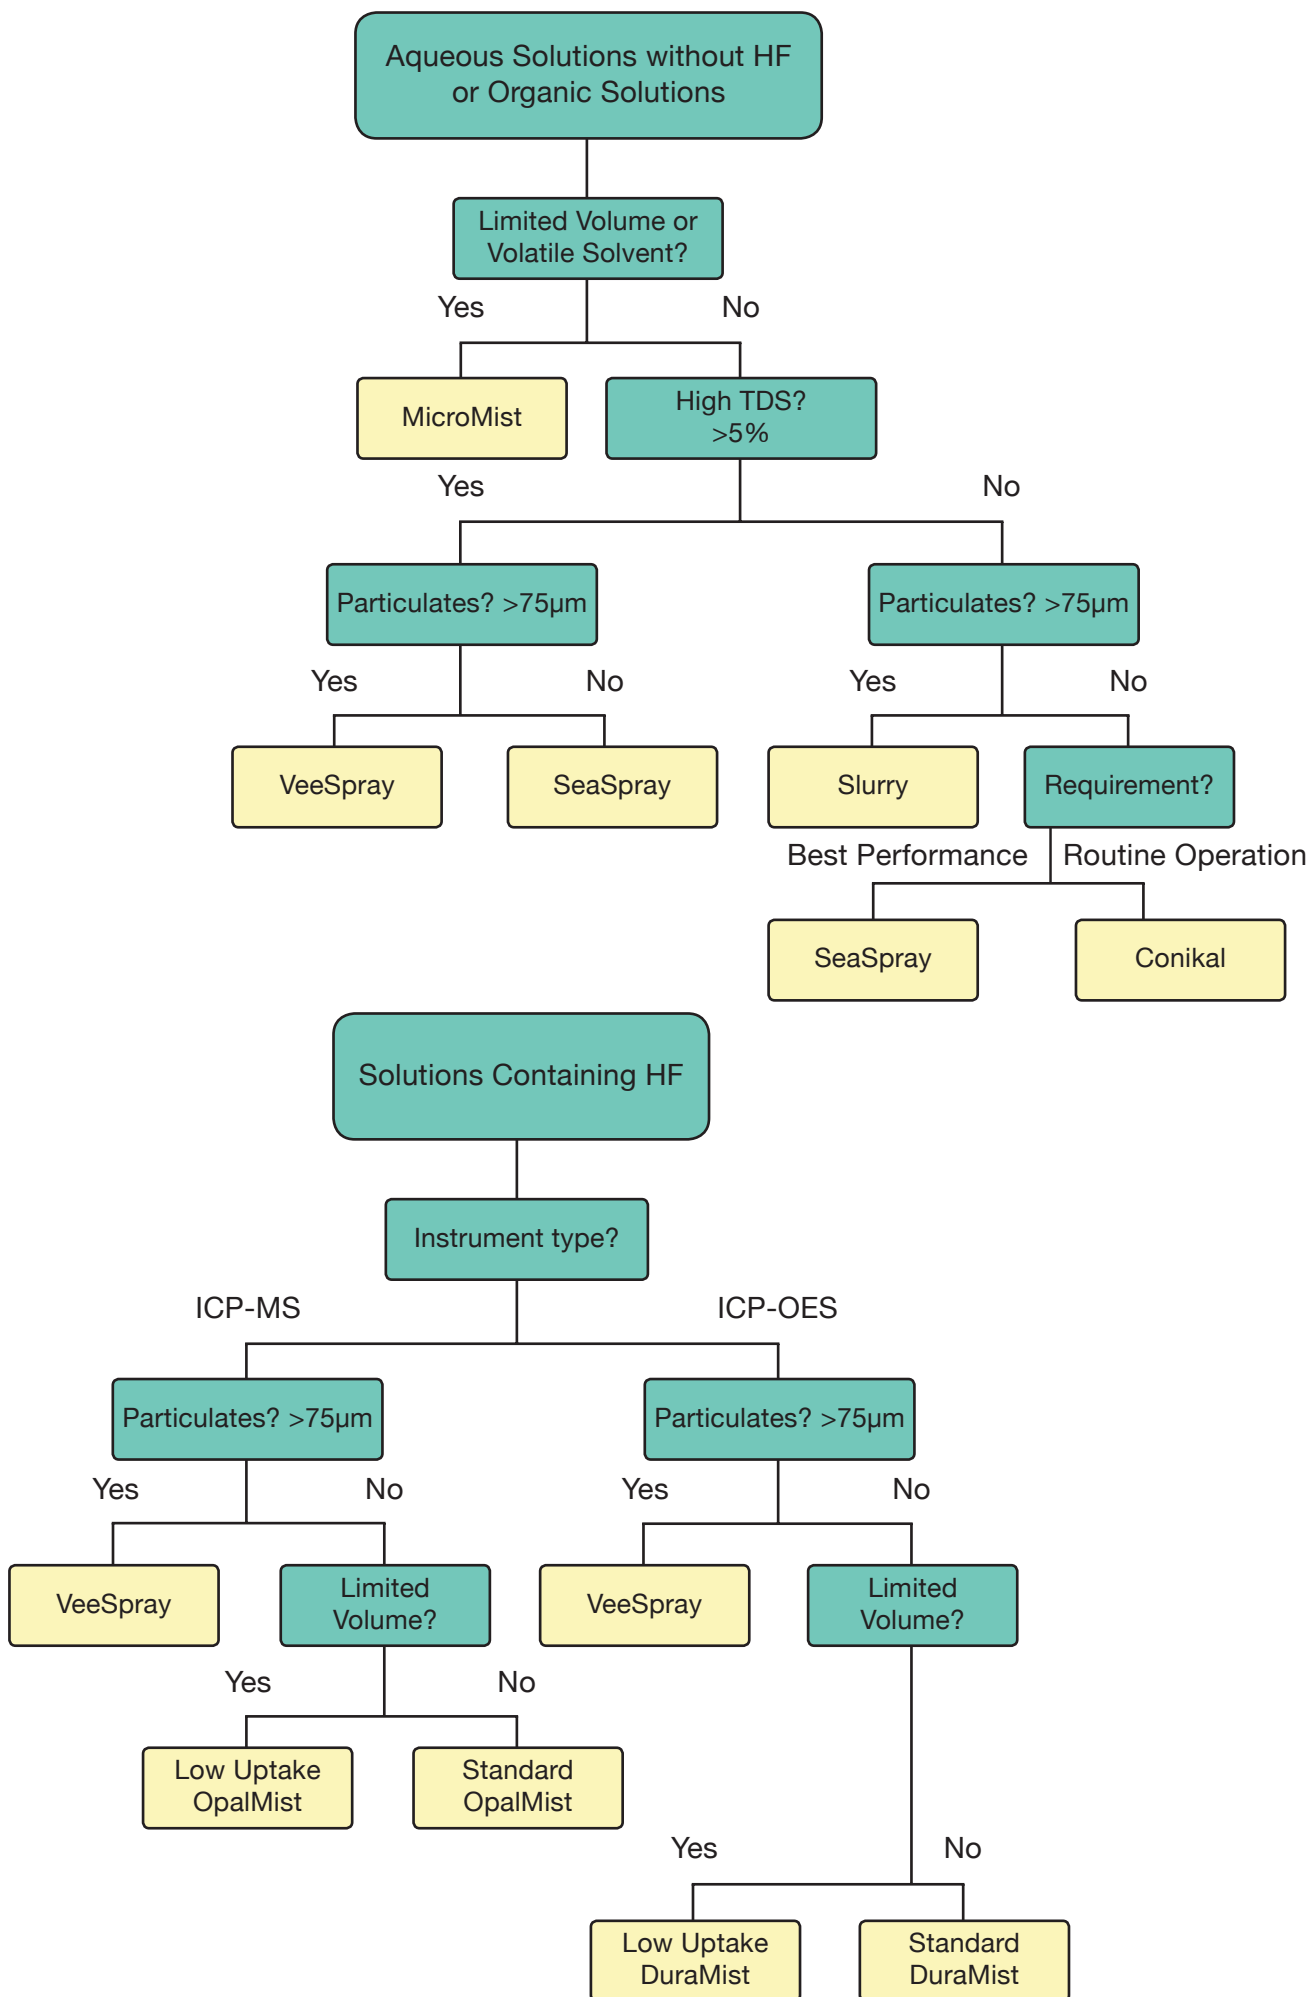 Aqueous Solutions without HF
or Organic Solutions
Limited Volume or
Volatile Solvent?
Yes
No
MicroMist
High TDS?
>5%
Yes
No
Particulates? >75µm
Particulates? >75µm
Yes
No
Yes
No
VeeSpray
SeaSpray
Slurry
Requirement?
Best Performance
Routine Operation
SeaSpray
Conikal
Solutions Containing HF
Instrument type?
ICP-MS
ICP-OES
Particulates? >75µm
Particulates? >75µm
Yes
No
Yes
No
VeeSpray
Limited
Volume?
VeeSpray
Limited
Volume?
Yes
No
Low Uptake
OpalMist
Standard
OpalMist
Yes
No
Low Uptake
DuraMist
Standard
DuraMist